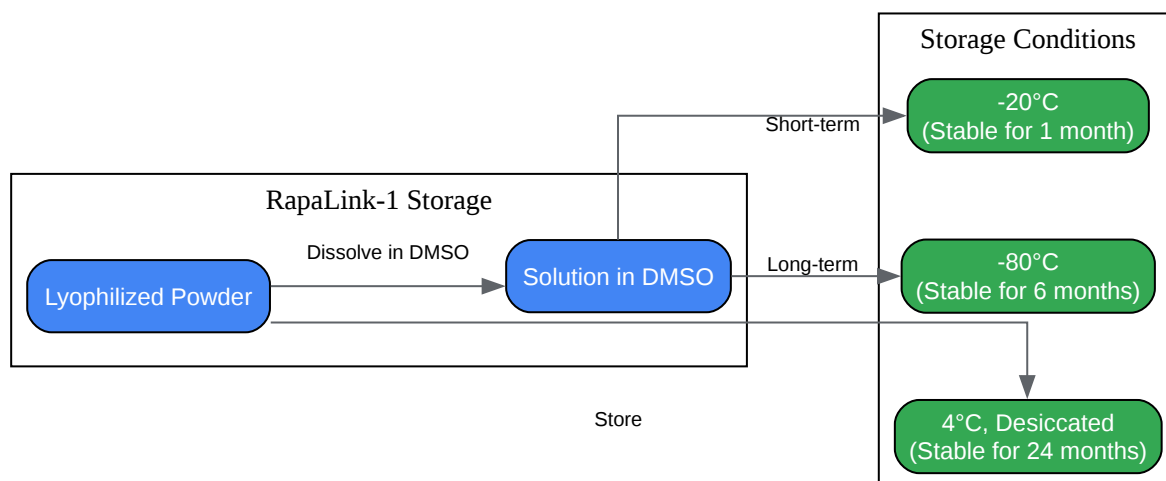 Storage Conditions
-20°C
(Stable for 1 month)
Short-term
RapaLink-1 Storage
Dissolve in DMSO
Lyophilized Powder
Solution in DMSO
Long-term
-80°C
(Stable for 6 months)
Store
4°C, Desiccated
(Stable for 24 months)